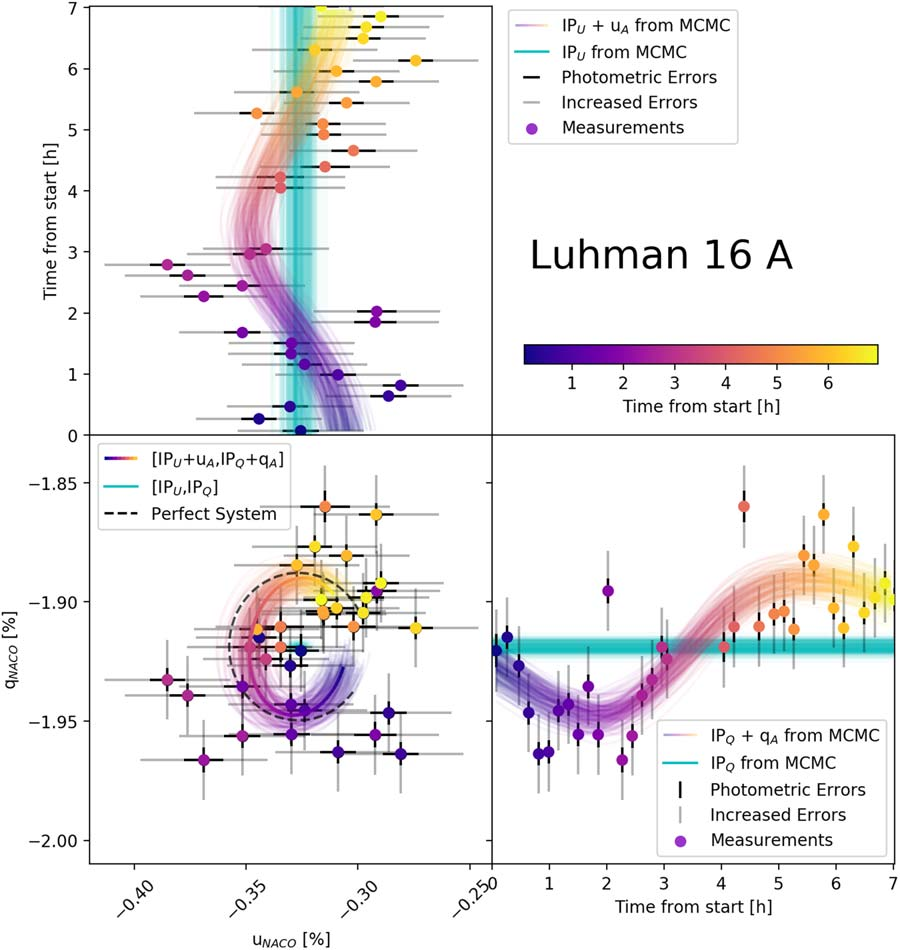 7
6
5
4
3
2
1
0
Time from start [h]
IP_U + u_A from MCMC
IP_U from MCMC
Photometric Errors
Increased Errors
Measurements
Luhman 16 A
1 2 3 4 5 6
Time from start [h]
[IP_U+u_A,IP_Q+q_A]
[IP_U,IP_Q]
Perfect System
−1.85
−1.90
−1.95
−2.00
q_NACO [%]
−0.40 −0.35 −0.30 −0.25
u_NACO [%]
IP_Q + q_A from MCMC
IP_Q from MCMC
Photometric Errors
Increased Errors
Measurements
0 1 2 3 4 5 6 7
Time from start [h]